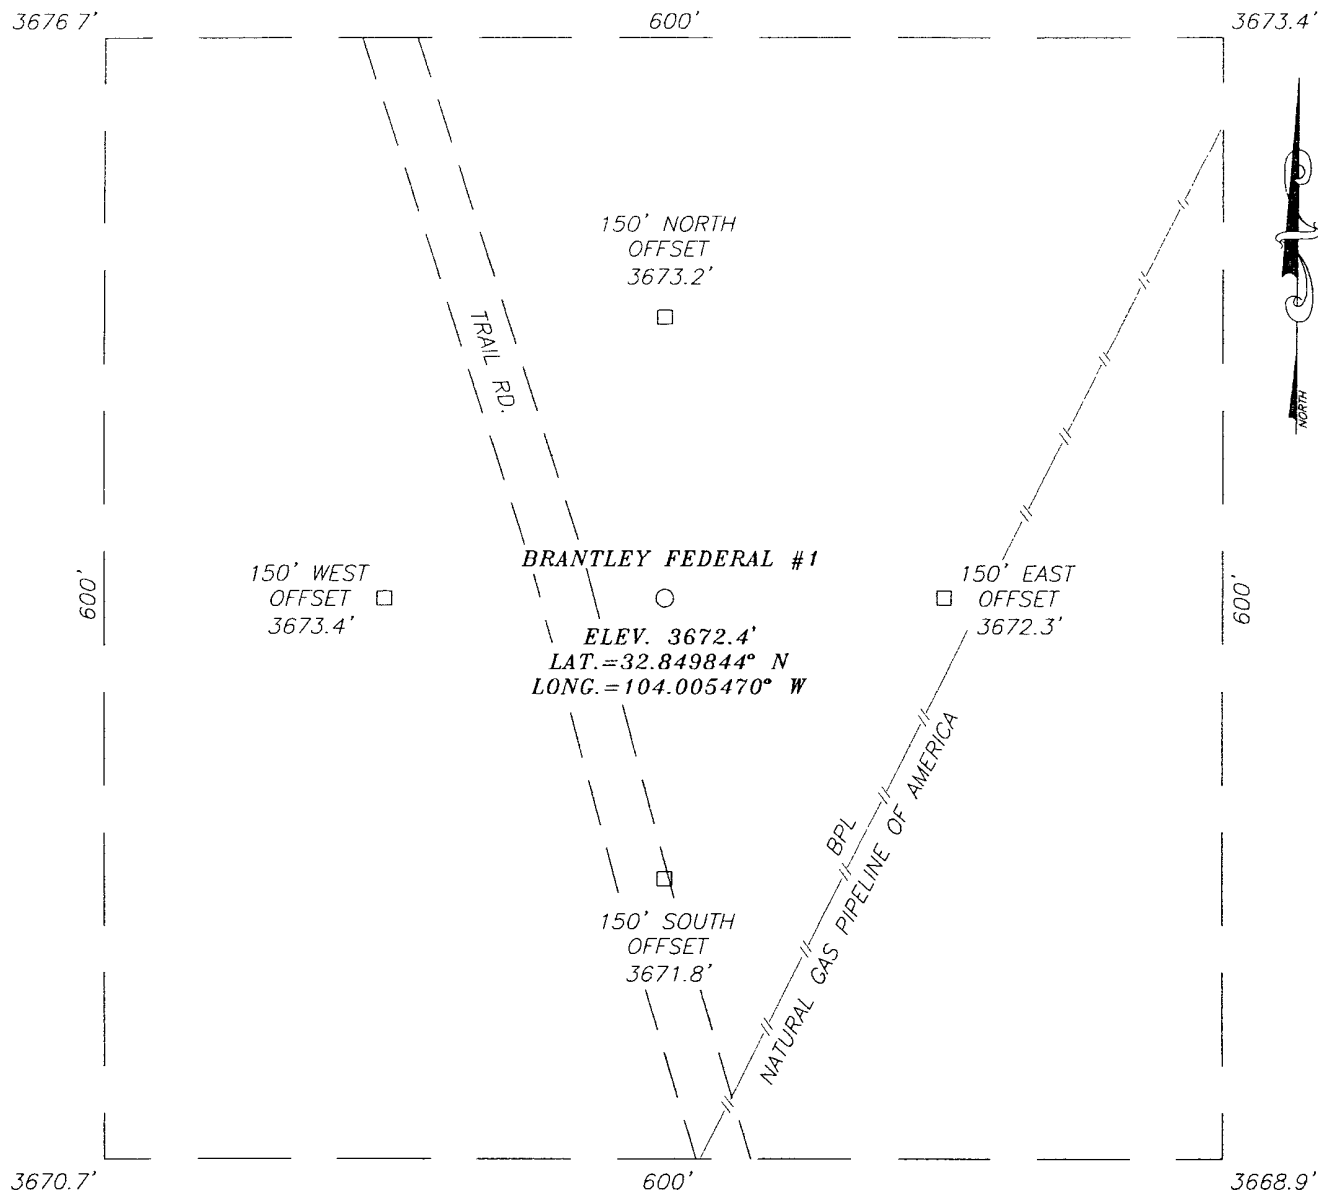 3676 7'
600'
3673.4'
150' NORTH
OFFSET
3673.2'
NORTH
TRAIL RD.
BRANTLEY FEDERAL #1
150' WEST
OFFSET
3673.4'
600'
150' EAST
OFFSET
3672.3'
600'
ELEV. 3672.4'
LAT.=32.849844° N
LONG.=104.005470° W
BPL
NATURAL GAS PIPELINE OF AMERICA
150' SOUTH
OFFSET
3671.8'
3670.7'
600'
3668.9'